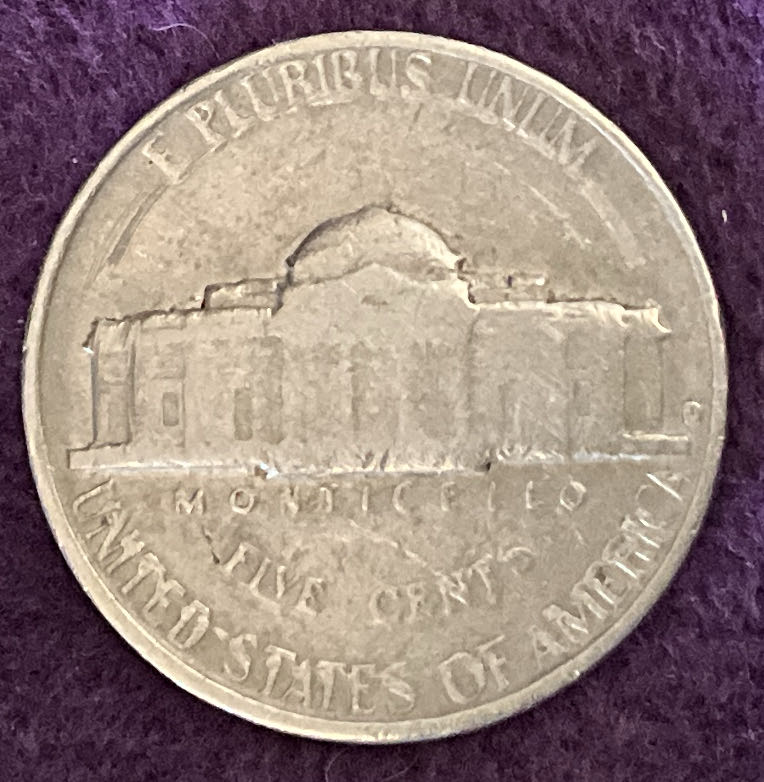 E PLURIBUS UNUM
D
MONTICELLO
FIVE CENTS
UNITED STATES OF AMERICA